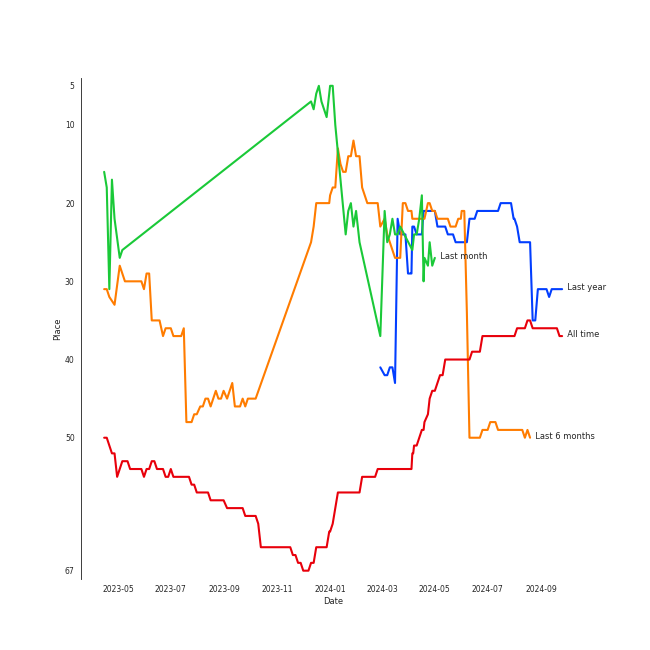 5
10
20
30
40
50
67
Place
2023-05
2023-07
2023-09
2023-11
2024-01
2024-03
2024-05
2024-07
2024-09
Date
Last month
Last year
All time
Last 6 months